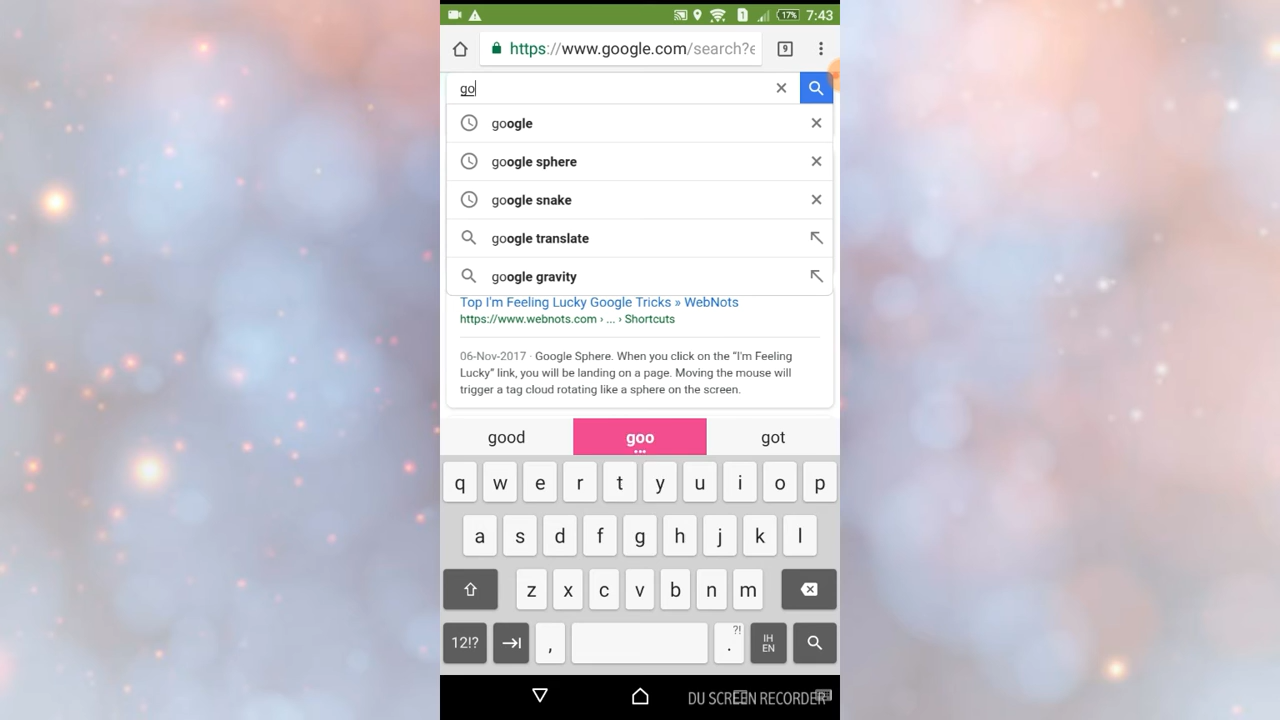 1 17% 7:43
https://www.google.com/search?e
9
go
google
google sphere
google snake
google translate
google gravity
Top I'm Feeling Lucky Google Tricks » WebNots
https://www.webnots.com › ... › Shortcuts
06-Nov-2017 · Google Sphere. When you click on the “I'm Feeling
Lucky” link, you will be landing on a page. Moving the mouse will
trigger a tag cloud rotating like a sphere on the screen.
good goo got
q w e r t y u i o p
a s d f g h j k l
z x c v b n m
12!? , . ?! IH
EN
DU SCREEN RECORDER